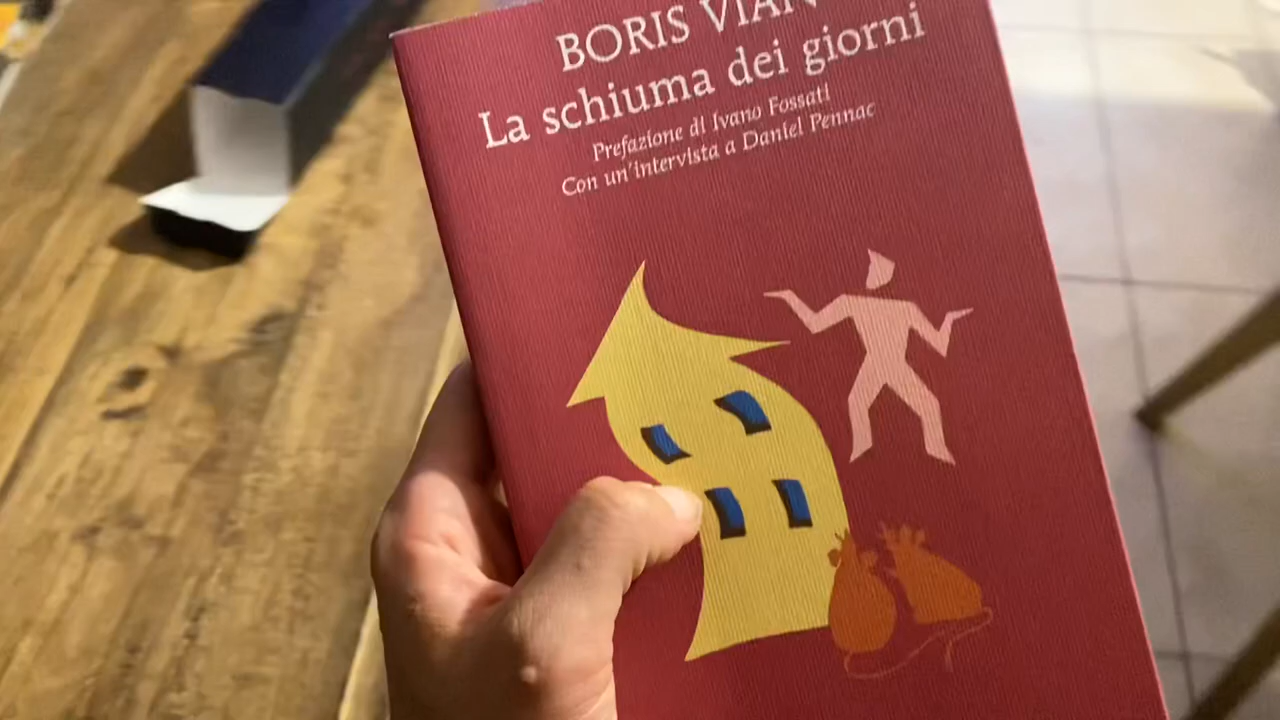 BORIS VIAN
La schiuma dei giorni
Prefazione di Ivano Fossati
Con un'intervista a Daniel Pennac